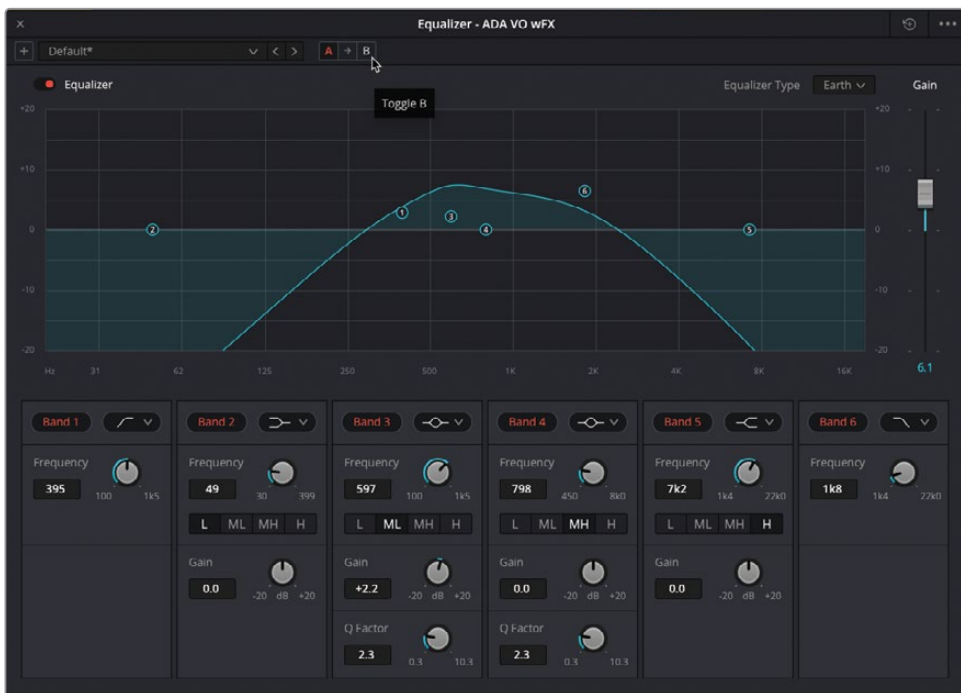 × Equalizer - ADA VO wFX •••
+ Default* < > A → B
Toggle B
Equalizer Equalizer Type Earth Gain
+20 +20
+10 +10
0 0
-10 -10
-20 -20
Hz 31 62 125 250 500 1K 2K 4K 8K 16K 6.1
1 2 3 4 5 6
Band 1 Band 2 Band 3 Band 4 Band 5 Band 6
Frequency Frequency Frequency Frequency Frequency Frequency
395 100 1k5 49 30 399 597 100 1k5 798 450 8k0 7k2 1k4 22k0 1k8 1k4 22k0
L ML MH H L ML MH H L ML MH H L ML MH H
Gain Gain Gain Gain
0.0 -20 dB +20 +2.2 -20 dB +20 0.0 -20 dB +20 0.0 -20 dB +20
Q Factor Q Factor
2.3 0.3 10.3 2.3 0.3 10.3